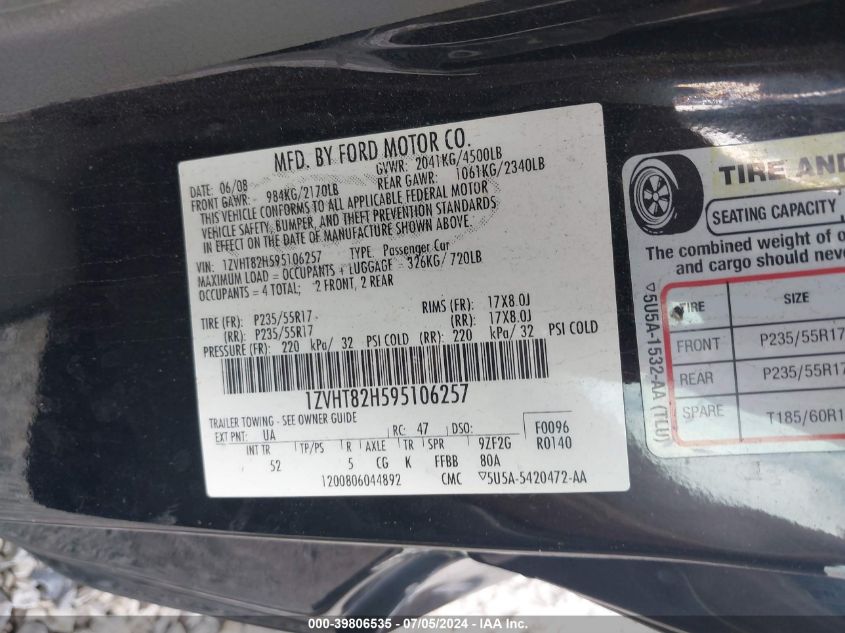 MFD. BY FORD MOTOR CO.
DATE: 06/08 GVWR: 2041KG/4500LB
FRONT GAWR: 984KG/2170LB REAR GAWR: 1061KG/2340LB
THIS VEHICLE CONFORMS TO ALL APPLICABLE FEDERAL MOTOR
VEHICLE SAFETY, BUMPER, AND THEFT PREVENTION STANDARDS
IN EFFECT ON THE DATE OF MANUFACTURE SHOWN ABOVE.
VIN: 1ZVHT82H595106257 TYPE: Passenger Car
MAXIMUM LOAD = OCCUPANTS + LUGGAGE = 326KG/ 720LB
OCCUPANTS = 4 TOTAL; 2 FRONT, 2 REAR
TIRE (FR): P235/55R17 RIMS (FR): 17X8.0J
(RR): P235/55R17 (RR): 17X8.0J
PRESSURE (FR): 220 kPa/ 32 PSI COLD (RR): 220 kPa/ 32 PSI COLD
1ZVHT82H595106257
TRAILER TOWING - SEE OWNER GUIDE
EXT PNT: UA RC: 47 DSO: F0096
INT TR TP/PS R AXLE TR SPR 9ZF2G R0140
52 5 CG K FFBB 80A
1200806044892 CMC ▽5U5A-5420472-AA
TIRE AND
SEATING CAPACITY
The combined weight of o
and cargo should neve
TIRE SIZE
FRONT P235/55R17
REAR P235/55R17
SPARE T185/60R1
▽5U5A-1532-AA (TLU)
000-39806535 - 07/05/2024 - IAA Inc.